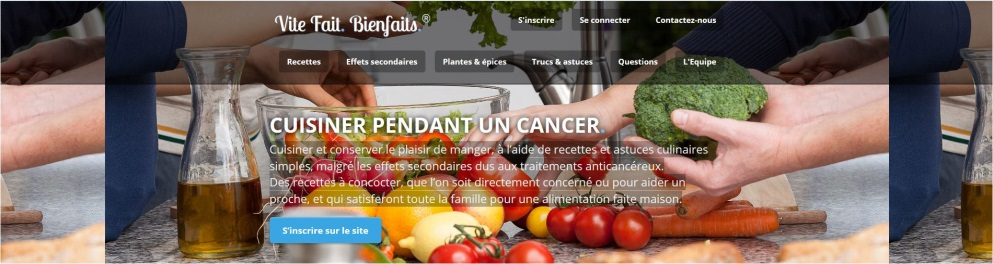 Vite Fait. Bienfaits.®
S'inscrire Se connecter Contactez-nous
Recettes Effets secondaires Plantes & épices Trucs & astuces Questions L'Equipe
CUISINER PENDANT UN CANCER.
Cuisiner et conserver le plaisir de manger, à l'aide de recettes et astuces culinaires
simples, malgré les effets secondaires dus aux traitements anticancéreux.
Des recettes à concocter, que l'on soit directement concerné ou pour aider un
proche, et qui satisferont toute la famille pour une alimentation faite maison.
S'inscrire sur le site